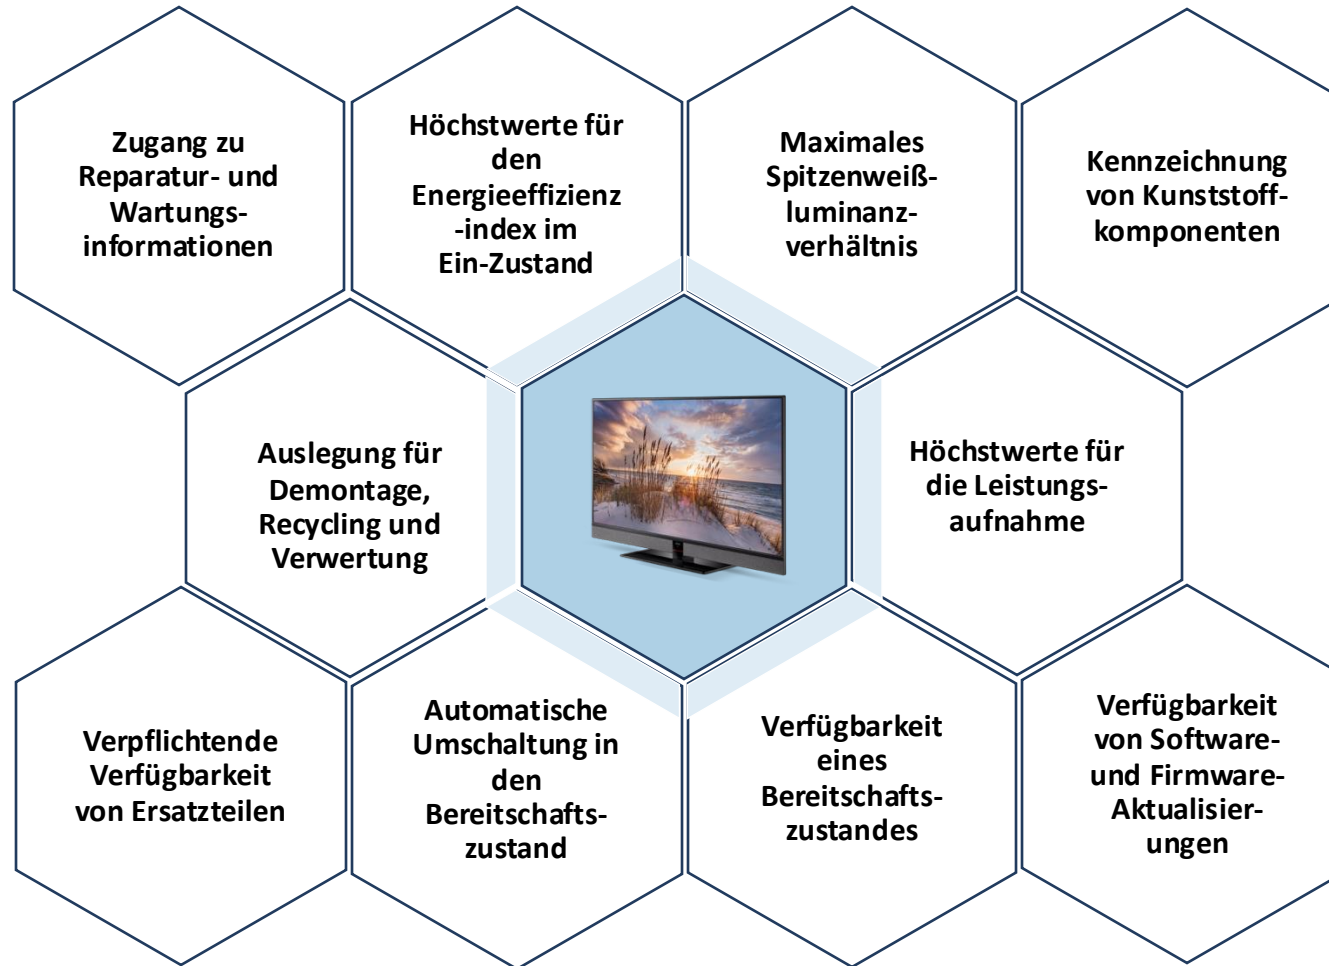 Zugang zu
Reparatur- und
Wartungs-
informationen
Höchstwerte für
den
Energieeffizienz
-index im
Ein-Zustand
Maximales
Spitzenweiß-
luminanz-
verhältnis
Kennzeichnung
von Kunststoff-
komponenten
Auslegung für
Demontage,
Recycling und
Verwertung
Höchstwerte für
die Leistungs-
aufnahme
Verpflichtende
Verfügbarkeit
von Ersatzteilen
Automatische
Umschaltung in
den
Bereitschafts-
zustand
Verfügbarkeit
eines
Bereitschafts-
zustandes
Verfügbarkeit
von Software-
und Firmware-
Aktualisier-
ungen